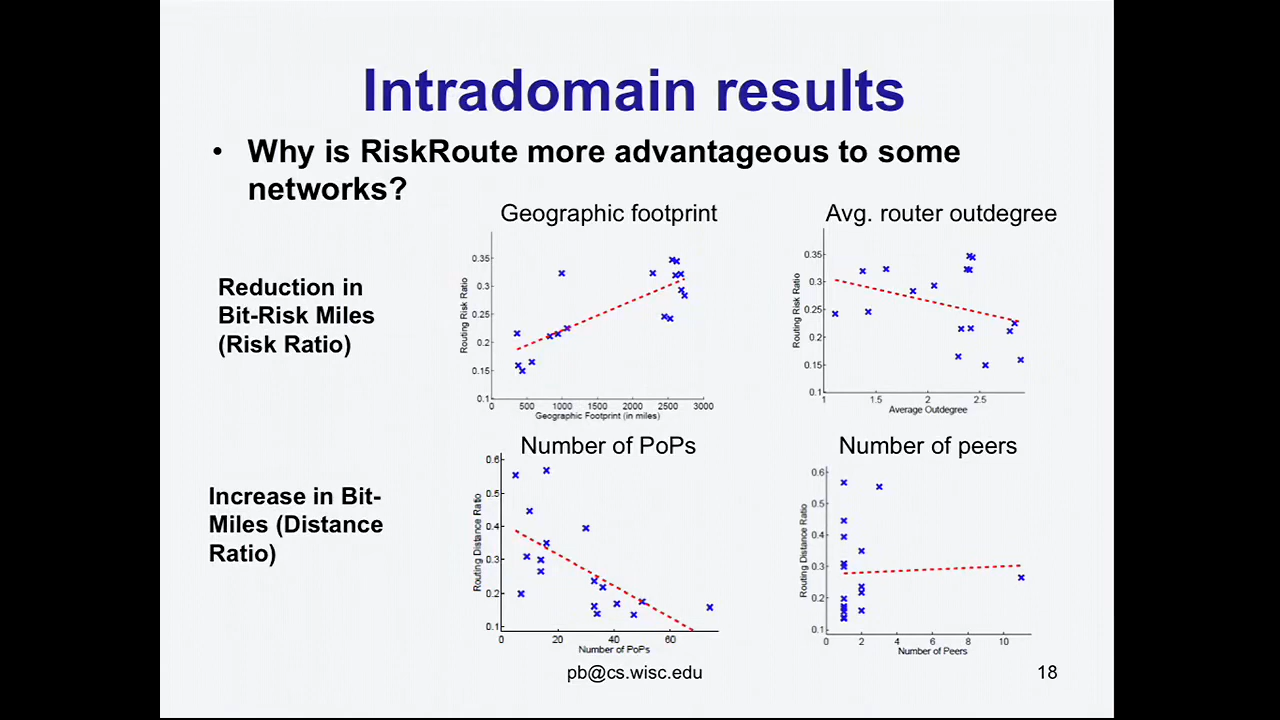 Intradomain results
• Why is RiskRoute more advantageous to some
networks?
Geographic footprint
Avg. router outdegree
Reduction in
Bit-Risk Miles
(Risk Ratio)
Routing Risk Ratio
0.35
0.3
0.25
0.2
0.15
0.1
0 500 1000 1500 2000 2500 3000
Geographic Footprint (in miles)
Routing Risk Ratio
0.35
0.3
0.25
0.2
0.15
0.1
1 1.5 2 2.5
Average Outdegree
Number of PoPs
Number of peers
Increase in Bit-
Miles (Distance
Ratio)
Routing Distance Ratio
0.6
0.5
0.4
0.3
0.2
0.1
0 20 40 60
Number of PoPs
Routing Distance Ratio
0.6
0.5
0.4
0.3
0.2
0.1
0 2 4 6 8 10
Number of Peers
pb@cs.wisc.edu
18